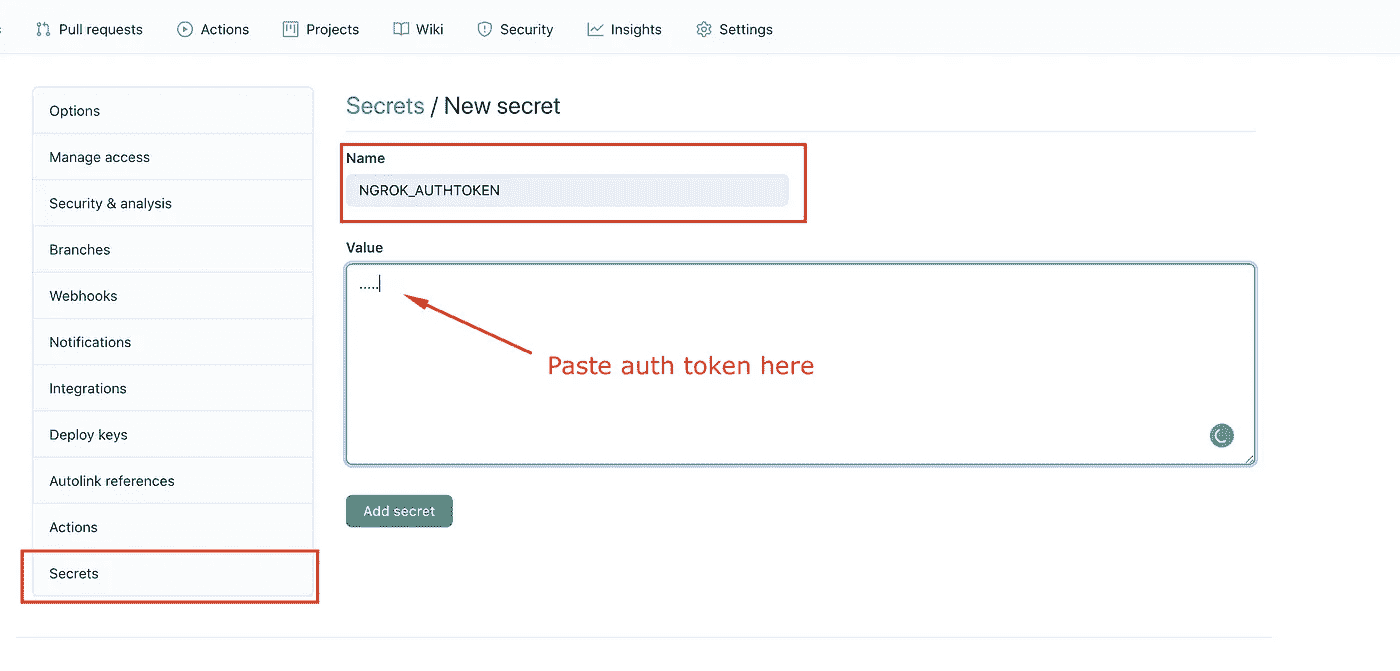 Pull requests Actions Projects Wiki Security Insights Settings
Options
Manage access
Security & analysis
Branches
Webhooks
Notifications
Integrations
Deploy keys
Autolink references
Actions
Secrets
Secrets / New secret
Name
NGROK_AUTHTOKEN
Value
.....
Paste auth token here
Add secret